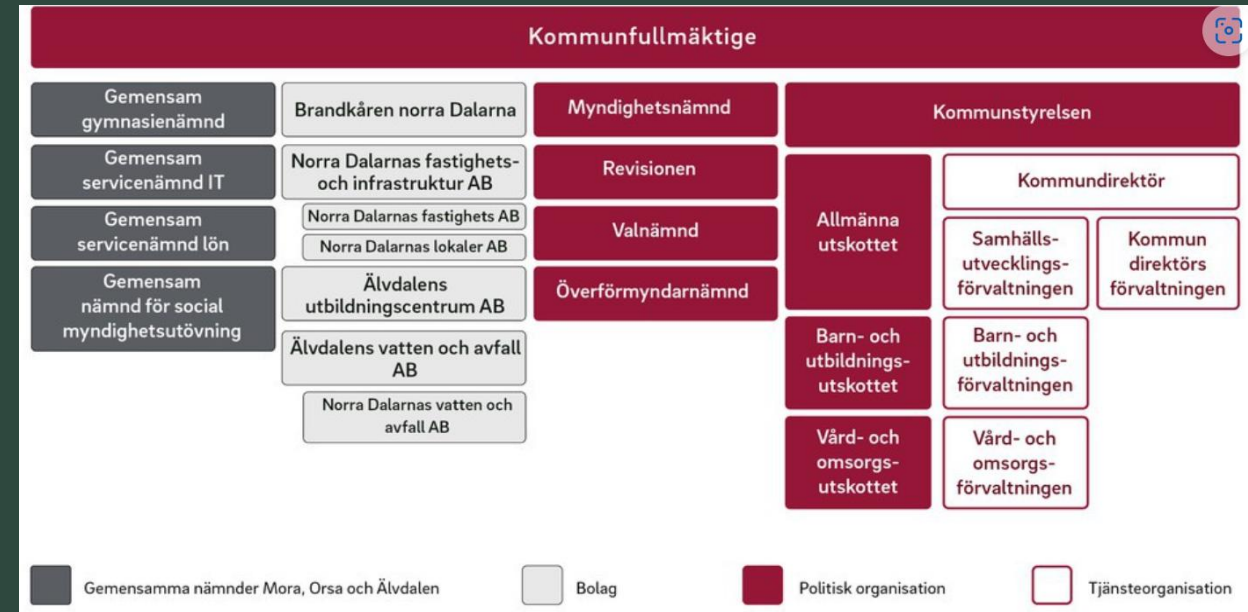 Kommunfullmäktige
Gemensam
gymnasienämnd
Gemensam
servicenämnd IT
Gemensam
servicenämnd lön
Gemensam
nämnd för social
myndighetsutövning
Brandkåren norra Dalarna
Norra Dalarnas fastighets-
och infrastruktur AB
Norra Dalarnas fastighets AB
Norra Dalarnas lokaler AB
Älvdalens
utbildningscentrum AB
Älvdalens vatten och avfall
AB
Norra Dalarnas vatten och
avfall AB
Myndighetsnämnd
Revisionen
Valnämnd
Överförmyndarnämnd
Kommunstyrelsen
Allmänna
utskottet
Barn- och
utbildnings-
utskottet
Vård- och
omsorgs-
utskottet
Kommundirektör
Samhälls-
utvecklings-
förvaltningen
Kommun
direktörs
förvaltningen
Barn- och
utbildnings-
förvaltningen
Vård- och
omsorgs-
förvaltningen
Gemensamma nämnder Mora, Orsa och Älvdalen
Bolag
Politisk organisation
Tjänsteorganisation